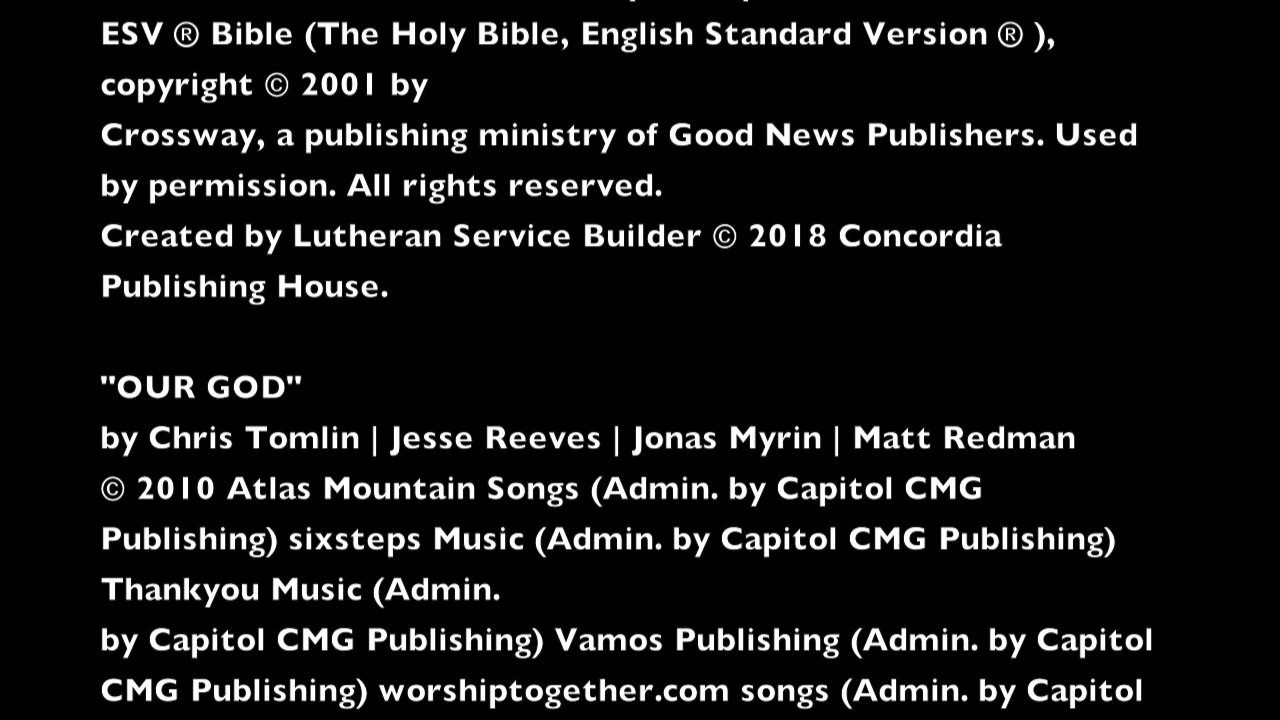 ESV ® Bible (The Holy Bible, English Standard Version ® ),
copyright © 2001 by
Crossway, a publishing ministry of Good News Publishers. Used
by permission. All rights reserved.
Created by Lutheran Service Builder © 2018 Concordia
Publishing House.
"OUR GOD"
by Chris Tomlin | Jesse Reeves | Jonas Myrin | Matt Redman
© 2010 Atlas Mountain Songs (Admin. by Capitol CMG
Publishing) sixsteps Music (Admin. by Capitol CMG Publishing)
Thankyou Music (Admin.
by Capitol CMG Publishing) Vamos Publishing (Admin. by Capitol
CMG Publishing) worshiptogether.com songs (Admin. by Capitol